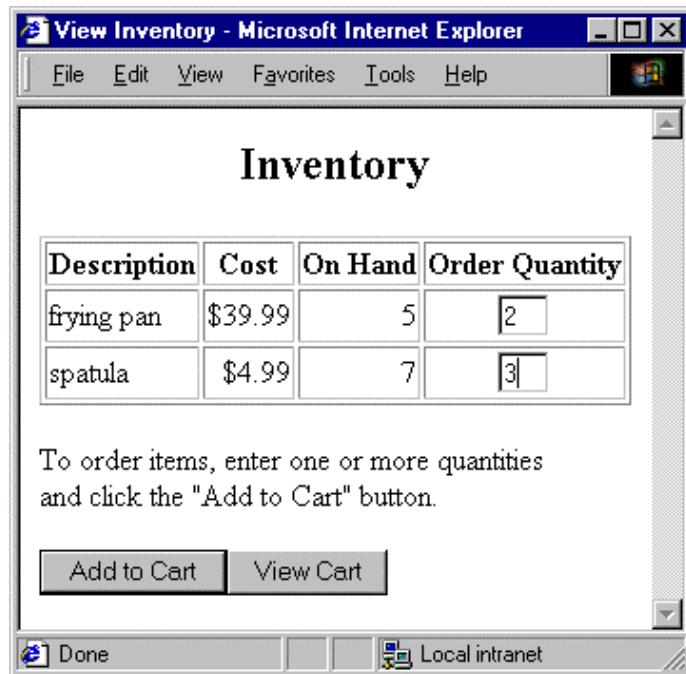 View Inventory - Microsoft Internet Explorer
File Edit View Favorites Tools Help
Inventory
Description Cost On Hand Order Quantity
frying pan $39.99 5 2
spatula $4.99 7 3
To order items, enter one or more quantities
and click the "Add to Cart" button.
Add to Cart View Cart
Done Local intranet